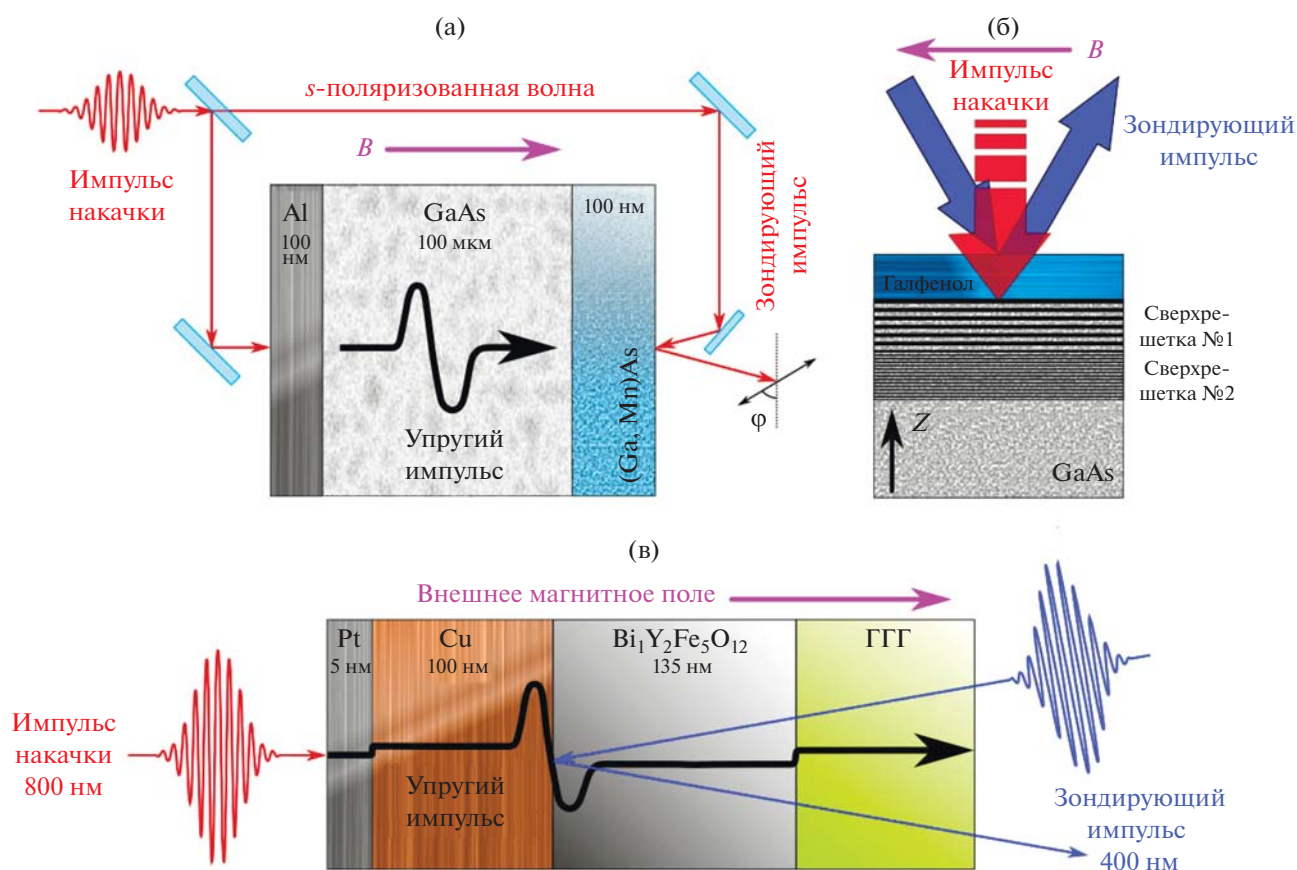 (а)
s-поляризованная волна
B
Импульс
накачки
Зондирующий
импульс
Al
100
нм
GaAs
100 мкм
100 нм
Упругий
импульс
(Ga, Mn)As
φ
(б)
B
Импульс
накачки
Зондирующий
импульс
Галфенол
Сверхре-
шетка №1
Сверхре-
шетка №2
Z
GaAs
(в)
Внешнее магнитное поле
Pt
5 нм
Cu
100 нм
Bi₁Y₂Fe₅O₁₂
135 нм
ГГГ
Импульс
накачки
800 нм
Упругий
импульс
Зондирующий
импульс
400 нм